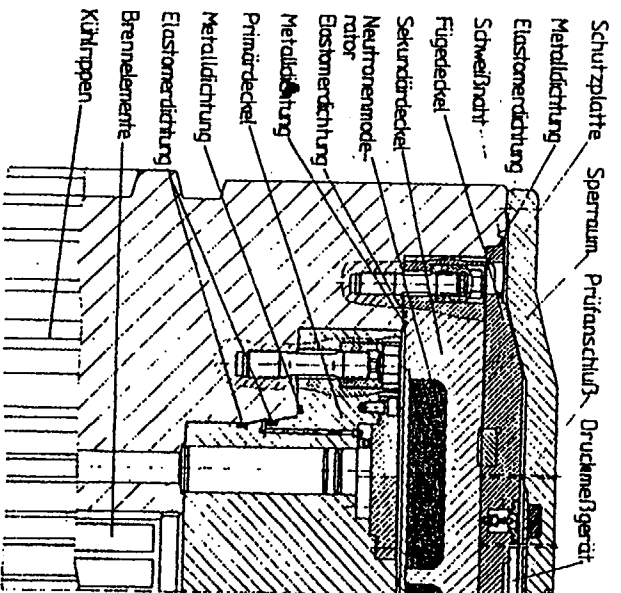 Schutzplatte
Sperraum
Prüfanschluß
Druckmeßgerät
Metalldichtung
Elastomerdichtung
Schweißnaht
Fügedeckel
Sekundärdeckel
Neutronenmode-
rator
Elastomerdichtung
Metalldichtung
Primärdeckel
Metalldichtung
Elastomerdichtung
Brennelemente
Kühlrippen